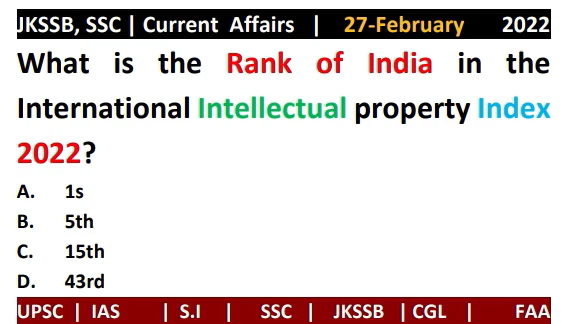 JKSSB, SSC | Current Affairs | 27-February 2022
What is the Rank of India in the
International Intellectual property Index
2022?
A. 1s
B. 5th
C. 15th
D. 43rd
UPSC | IAS | S.I | SSC | JKSSB | CGL | FAA